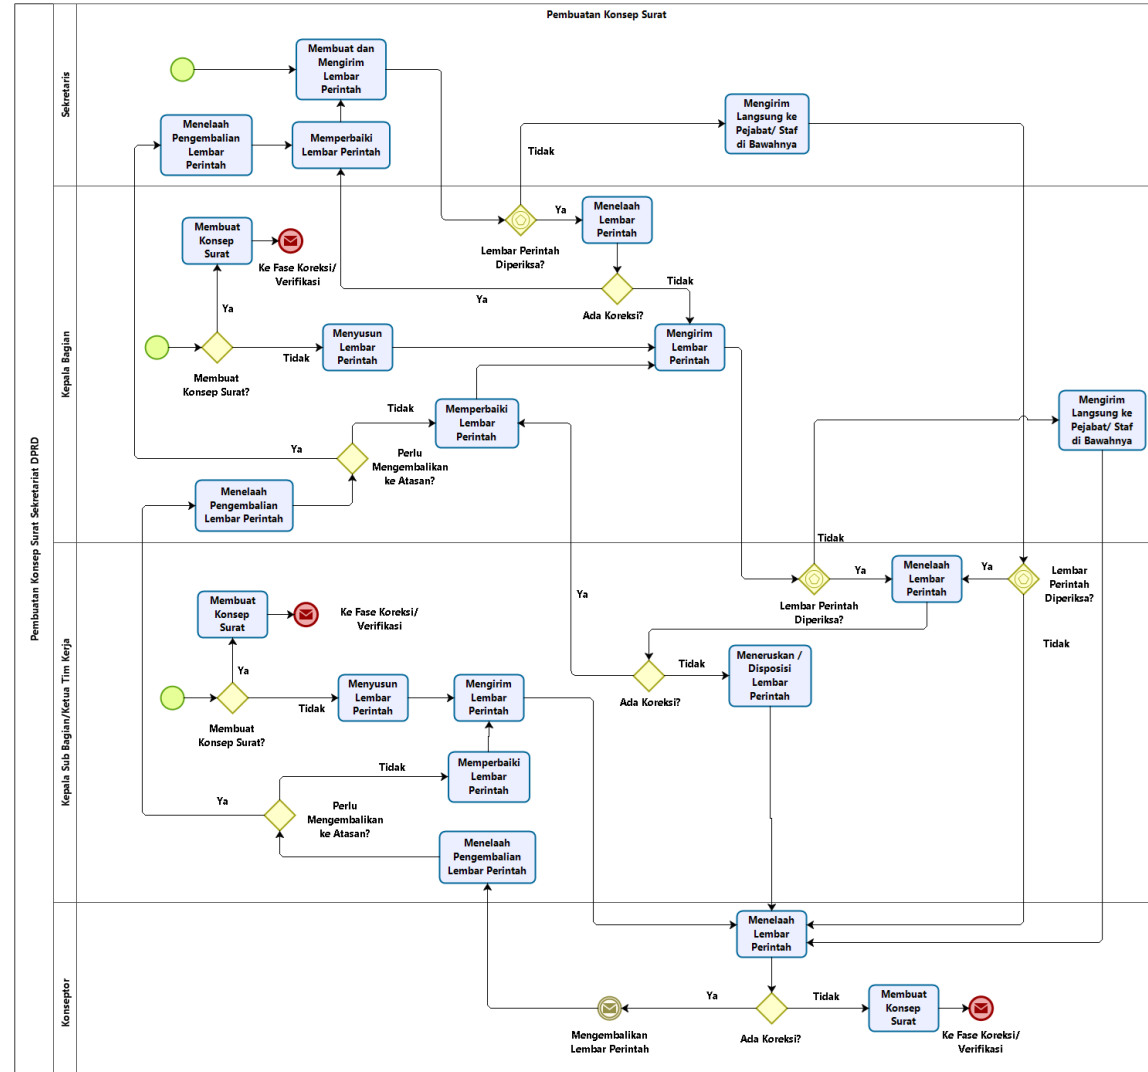 Pembuatan Konsep Surat
Pembuatan Konsep Surat Sekretariat DPRD
Sekretaris
Membuat dan
Mengirim
Lembar
Perintah
Menelaah
Pengembalian
Lembar
Perintah
Memperbaiki
Lembar Perintah
Mengirim
Langsung ke
Pejabat/ Staf
di Bawahnya
Tidak
Kepala Bagian
Membuat
Konsep
Surat
Ke Fase Koreksi/
Verifikasi
Ya
Lembar Perintah
Diperiksa?
Menelaah
Lembar
Perintah
Ya
Tidak
Ada Koreksi?
Ya
Membuat
Konsep Surat?
Tidak
Menyusun
Lembar
Perintah
Mengirim
Lembar
Perintah
Tidak
Memperbaiki
Lembar
Perintah
Ya
Perlu
Mengembalikan
ke Atasan?
Menelaah
Pengembalian
Lembar Perintah
Mengirim
Langsung ke
Pejabat/ Staf
di Bawahnya
Tidak
Kepala Sub Bagian/Ketua Tim Kerja
Membuat
Konsep
Surat
Ke Fase Koreksi/
Verifikasi
Ya
Ya
Lembar Perintah
Diperiksa?
Ya
Menelaah
Lembar
Perintah
Ya
Lembar
Perintah
Diperiksa?
Tidak
Ada Koreksi?
Tidak
Meneruskan /
Disposisi
Lembar
Perintah
Membuat
Konsep Surat?
Tidak
Menyusun
Lembar
Perintah
Mengirim
Lembar
Perintah
Tidak
Memperbaiki
Lembar
Perintah
Ya
Perlu
Mengembalikan
ke Atasan?
Menelaah
Pengembalian
Lembar Perintah
Konseptor
Menelaah
Lembar
Perintah
Ya
Tidak
Mengembalikan
Lembar Perintah
Ada Koreksi?
Membuat
Konsep
Surat
Ke Fase Koreksi/
Verifikasi